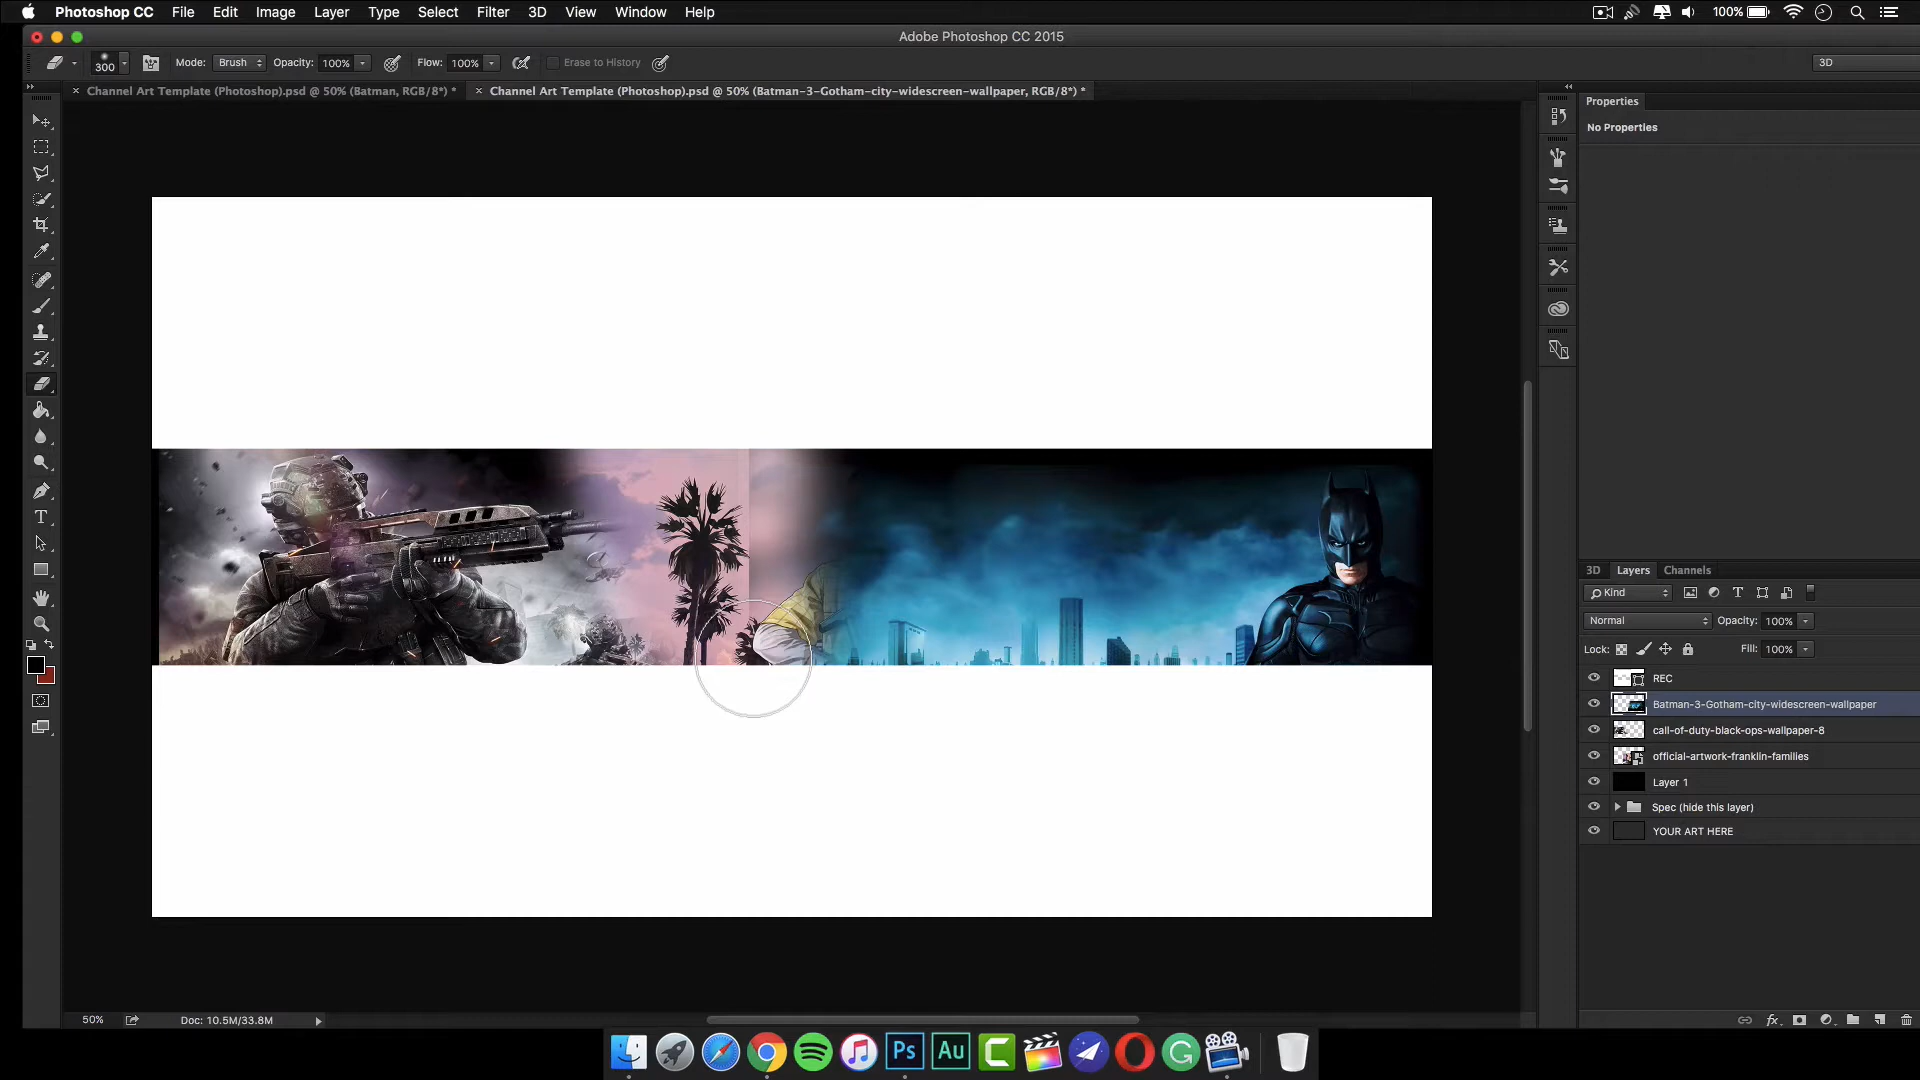 Photoshop CC File Edit Image Layer Type Select Filter 3D View Window Help 100%
Adobe Photoshop CC 2015
300 Mode: Brush Opacity: 100% Flow: 100% Erase to History 3D
Channel Art Template (Photoshop).psd @ 50% (Batman, RGB/8*) * Channel Art Template (Photoshop).psd @ 50% (Batman-3-Gotham-city-widescreen-wallpaper, RGB/8*) *
Properties
No Properties
3D Layers Channels
Kind
Normal Opacity: 100%
Lock: Fill: 100%
REC
Batman-3-Gotham-city-widescreen-wallpaper
call-of-duty-black-ops-wallpaper-8
official-artwork-franklin-families
Layer 1
Spec (hide this layer)
YOUR ART HERE
50% Doc: 10.5M/33.8M
fx
Ps Au